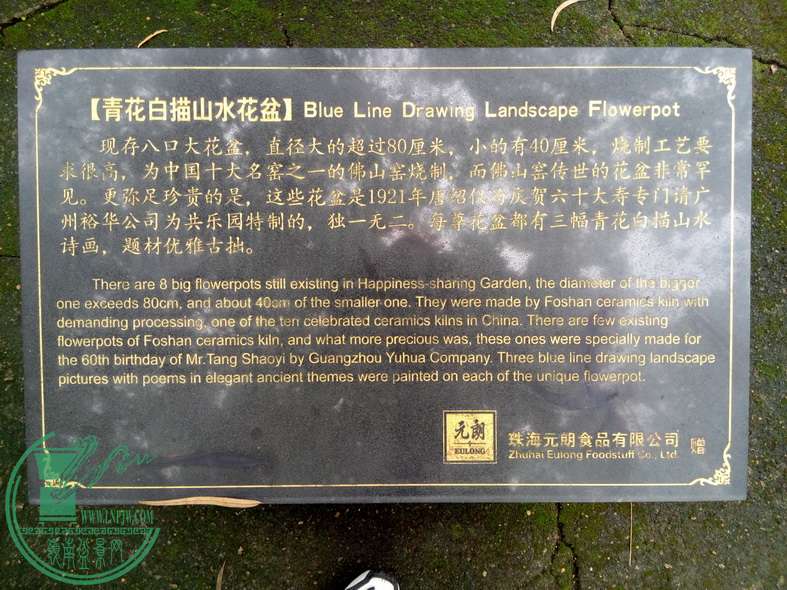 【青花白描山水花盆】Blue Line Drawing Landscape Flowerpot
现存八口大花盆，直径大的超过80厘米，小的有40厘米，烧制工艺要
求很高，为中国十大名窑之一的佛山窑烧制，而佛山窑传世的花盆非常罕
见。更弥足珍贵的是，这些花盆是1921年唐绍仪为庆贺六十大寿专门请广
州裕华公司为共乐园特制的，独一无二。每尊花盆都有三幅青花白描山水
诗画，题材优雅古拙。
There are 8 big flowerpots still existing in Happiness-sharing Garden, the diameter of the bigger
one exceeds 80cm, and about 40cm of the smaller one. They were made by Foshan ceramics kiln with
demanding processing, one of the ten celebrated ceramics kilns in China. There are few existing
flowerpots of Foshan ceramics kiln, and what more precious was, these ones were specially made for
the 60th birthday of Mr.Tang Shaoyi by Guangzhou Yuhua Company. Three blue line drawing landscape
pictures with poems in elegant ancient themes were painted on each of the unique flowerpot.
元朗
EULONG
珠海元朗食品有限公司 赠
Zhuhai Eulong Foodstuff Co., Ltd.
WWW.LNPJW.COM
岭南盆景网